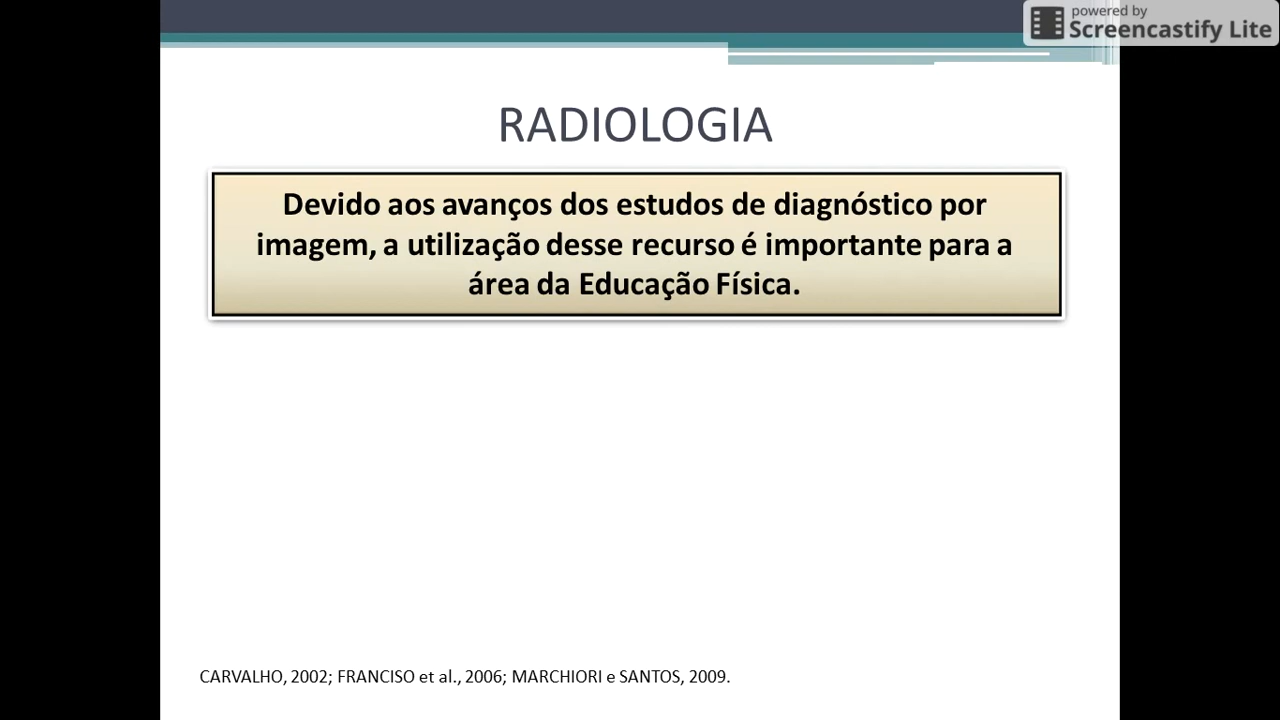 powered by
Screencastify Lite
RADIOLOGIA
Devido aos avanços dos estudos de diagnóstico por
imagem, a utilização desse recurso é importante para a
área da Educação Física.
CARVALHO, 2002; FRANCISO et al., 2006; MARCHIORI e SANTOS, 2009.